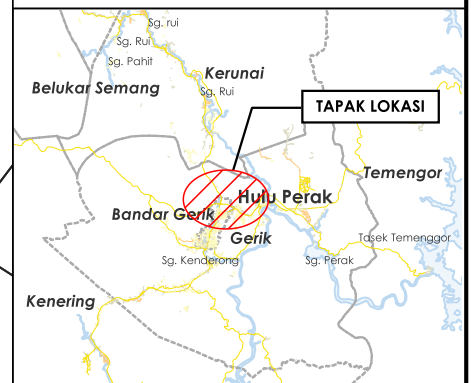 Sg. rui
Sg. Rui
Sg. Pahit
Kerunai
Belukar Semang
Sg. Rui
TAPAK LOKASI
Temengor
Hulu Perak
Bandar Gerik
Gerik
Tasek Temenggor
Sg. Kenderong
Sg. Perak
Kenering